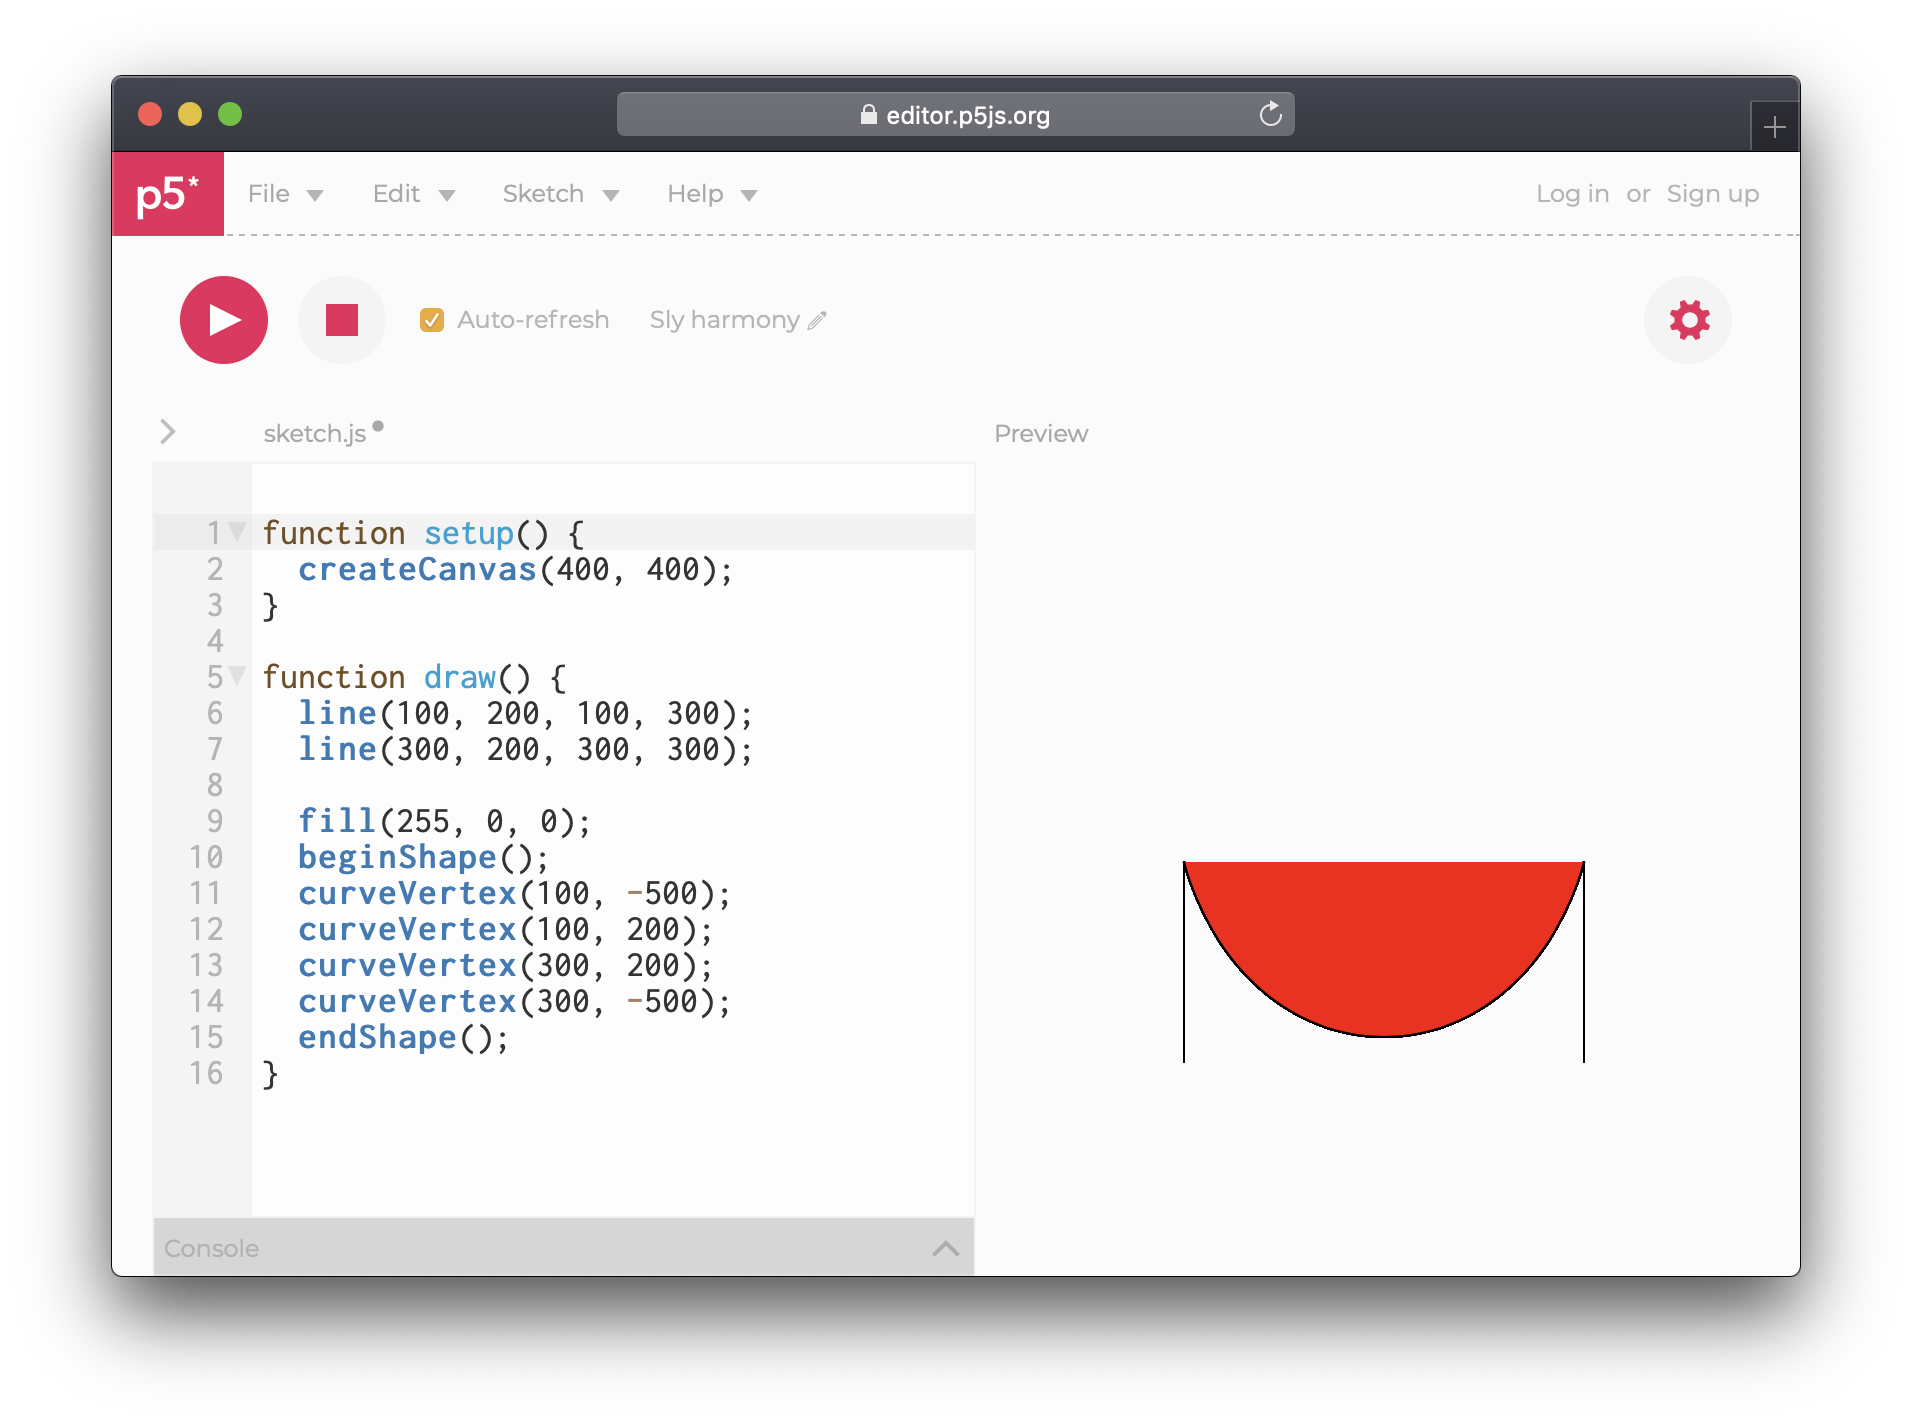 editor.p5js.org
p5* File Edit Sketch Help Log in or Sign up
Auto-refresh Sly harmony
sketch.js Preview
1 function setup() {
2   createCanvas(400, 400);
3 }
4
5 function draw() {
6   line(100, 200, 100, 300);
7   line(300, 200, 300, 300);
8
9   fill(255, 0, 0);
10   beginShape();
11   curveVertex(100, -500);
12   curveVertex(100, 200);
13   curveVertex(300, 200);
14   curveVertex(300, -500);
15   endShape();
16 }
Console